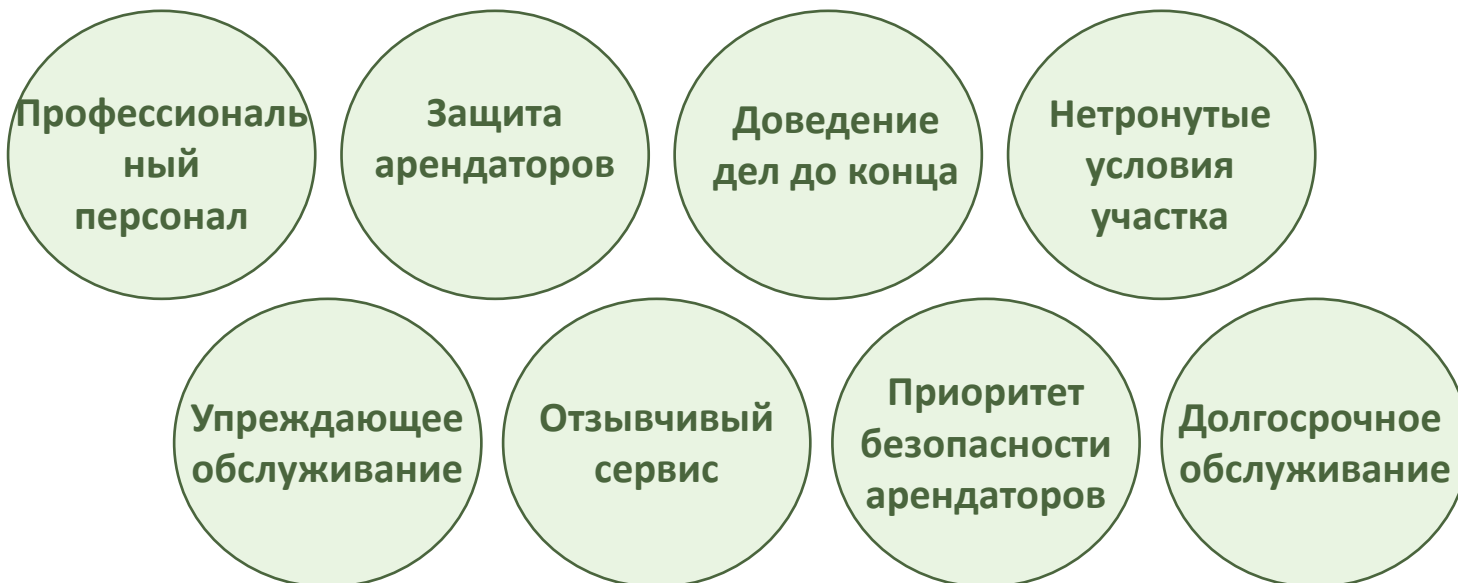 Профессиональ
ный
персонал
Защита
арендаторов
Доведение
дел до конца
Нетронутые
условия
участка
Упреждающее
обслуживание
Отзывчивый
сервис
Приоритет
безопасности
арендаторов
Долгосрочное
обслуживание